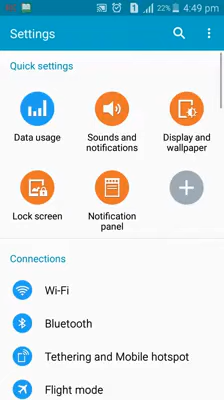 1 22% 4:49 pm
Settings
Quick settings
Data usage
Sounds and
notifications
Display and
wallpaper
Lock screen
Notification
panel
Connections
Wi-Fi
Bluetooth
Tethering and Mobile hotspot
Flight mode